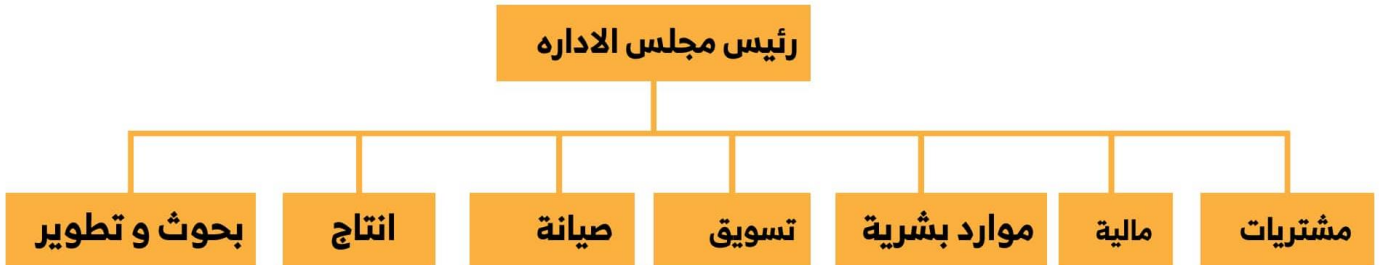 رئيس مجلس الاداره
مشتريات
مالية
موارد بشرية
تسويق
صيانة
انتاج
بحوث و تطوير